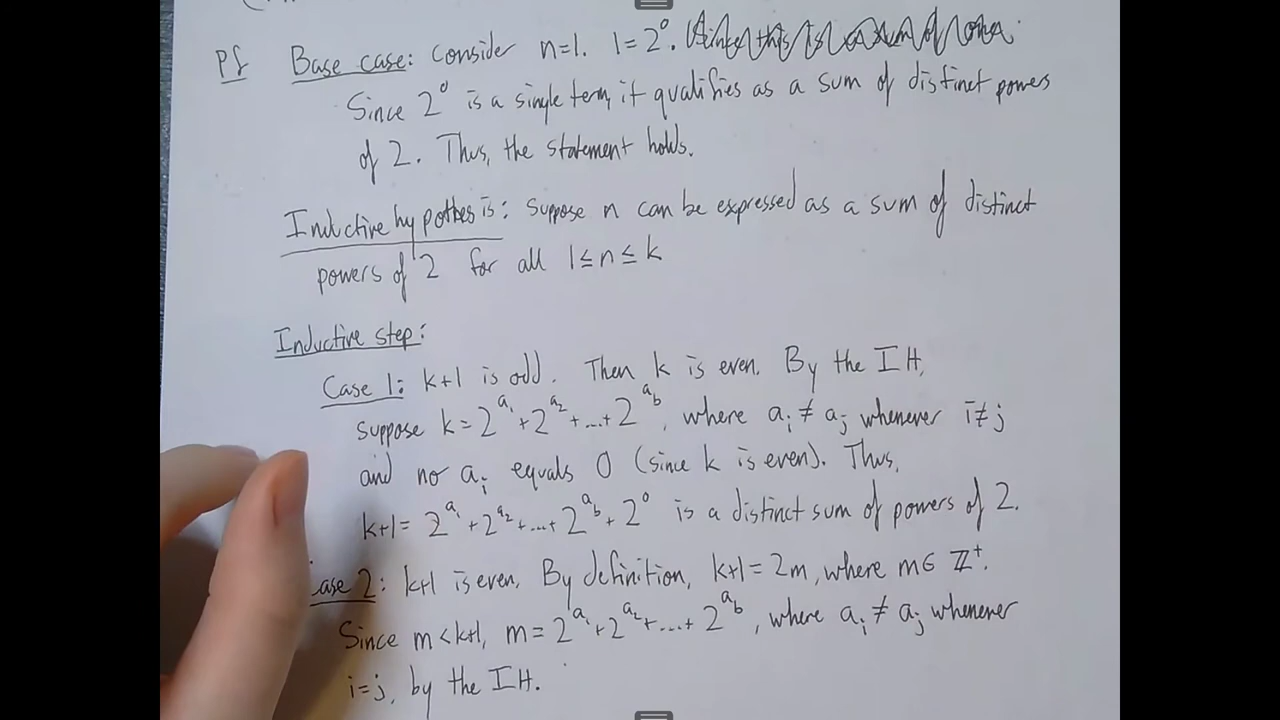 Pf Base case: Consider n=1. 1=2⁰.
Since 2⁰ is a single term, it qualifies as a sum of distinct powers
of 2. Thus, the statement holds.
Inductive hypothesis: Suppose n can be expressed as a sum of distinct
powers of 2 for all 1≤n≤k
Inductive step:
Case 1: k+1 is odd. Then k is even. By the IH,
suppose k=2^{a₁}+2^{a₂}+...+2^{a_b}, where a_i ≠ a_j whenever i≠j
and no a_i equals 0 (since k is even). Thus,
k+1= 2^{a₁}+2^{a₂}+...+2^{a_b}+2⁰ is a distinct sum of powers of 2.
ase 2: k+1 is even. By definition, k+1=2m, where m∈ ℤ⁺.
Since m<k+1, m=2^{a₁}+2^{a₂}+...+2^{a_b}, where a_i ≠ a_j whenever
i=j, by the IH.